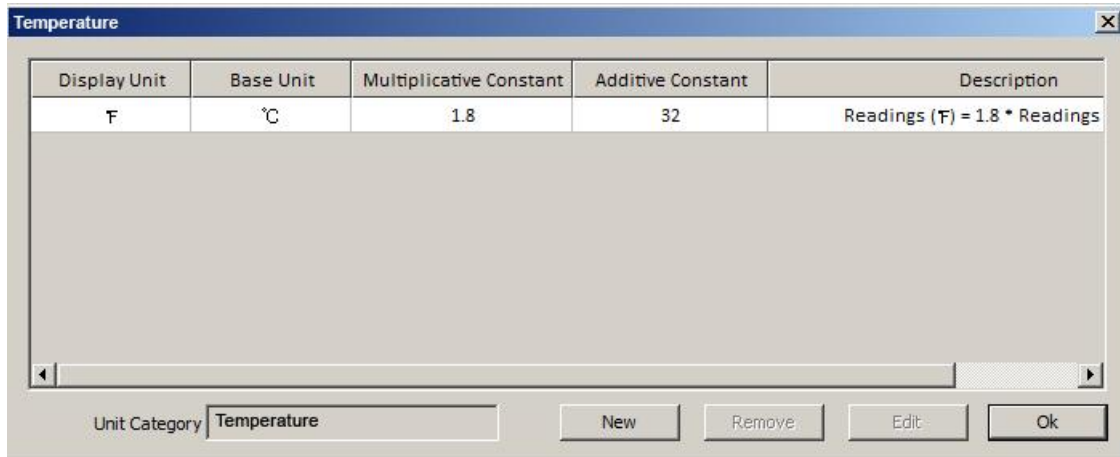 Temperature
Display Unit Base Unit Multiplicative Constant Additive Constant Description
℉ ℃ 1.8 32 Readings (℉) = 1.8 * Readings
Unit Category Temperature New Remove Edit Ok